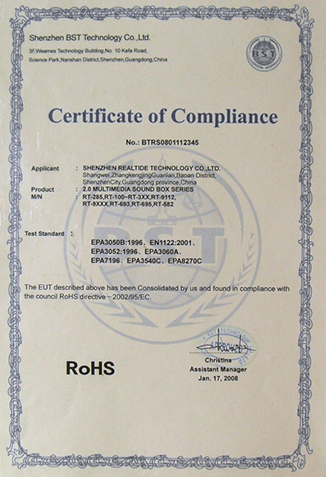 Shenzhen BST Technology Co.,Ltd.
3F,Weames Technology Building,No. 10 Kefa Road,
Science Park,Nanshan District,Shenzhen,Guangdong,China
BST
Certificate of Compliance
No.: BTRS0801112345
Applicant : SHENZHEN REALTIDE TECHNOLOGY CO.,LTD.
Shangwei,ZhangkengjingGuanlan,Baoan District,
ShenzhenCity,Guangdong province,China
Product : 2.0 MULTIMEDIA SOUND BOX SERIES
M/N : RT-285,RT-100~RT-3XX,RT-9112,
RT-9XXX,RT-693,RT-695,RT-582
Test Standard :
EPA3050B:1996、EN1122:2001、
EPA3052:1996、EPA3060A、
EPA7196、EPA3540C、EPA8270C
BST
The EUT described above has been Consolidated by us and found in compliance with
the council RoHS directive – 2002/95/EC.
RoHS
Christina
Assistant Manager
Jan. 17, 2008